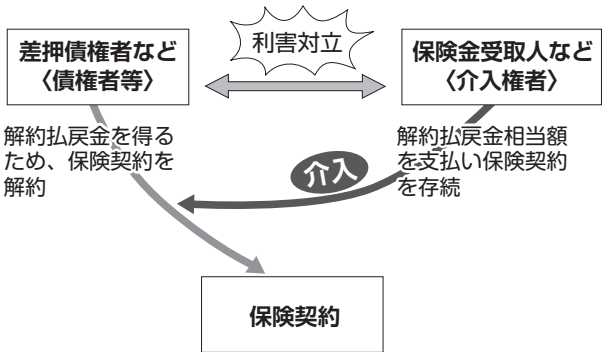 利害対立
差押債権者など
〈債権者等〉
保険金受取人など
〈介入権者〉
解約払戻金を得る
ため、保険契約を
解約
解約払戻金相当額
を支払い保険契約
を存続
介入
保険契約